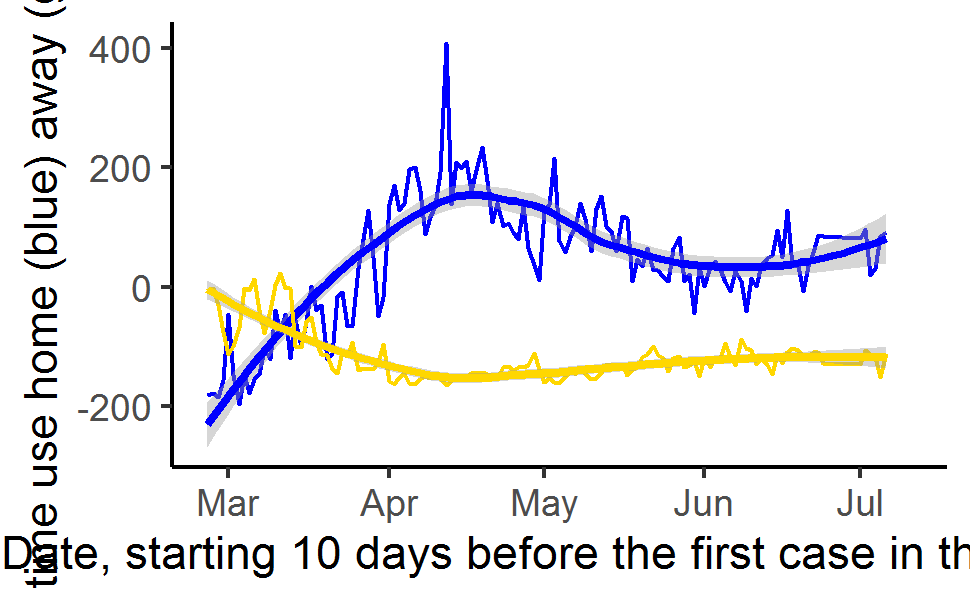 time use home (blue) away (
400
200
0
-200
Mar Apr May Jun Jul
Date, starting 10 days before the first case in th